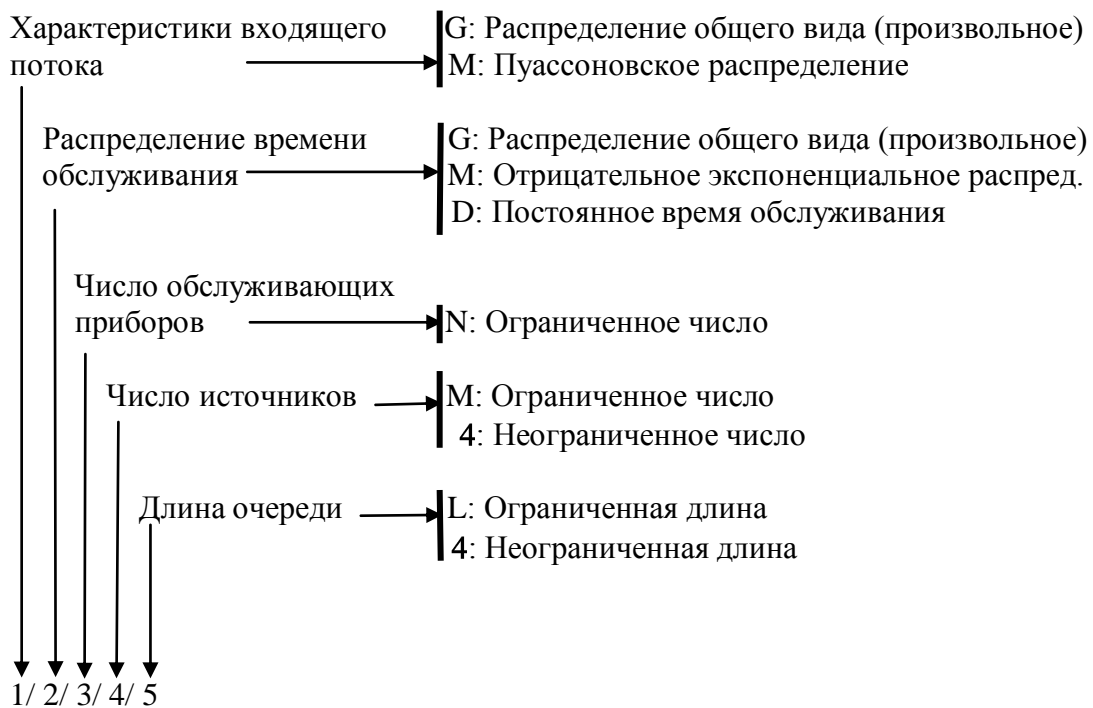 Характеристики входящего
потока
G: Распределение общего вида (произвольное)
M: Пуассоновское распределение
Распределение времени
обслуживания
G: Распределение общего вида (произвольное)
M: Отрицательное экспоненциальное распред.
D: Постоянное время обслуживания
Число обслуживающих
приборов
N: Ограниченное число
Число источников
M: Ограниченное число
4: Неограниченное число
Длина очереди
L: Ограниченная длина
4: Неограниченная длина
1/ 2/ 3/ 4/ 5